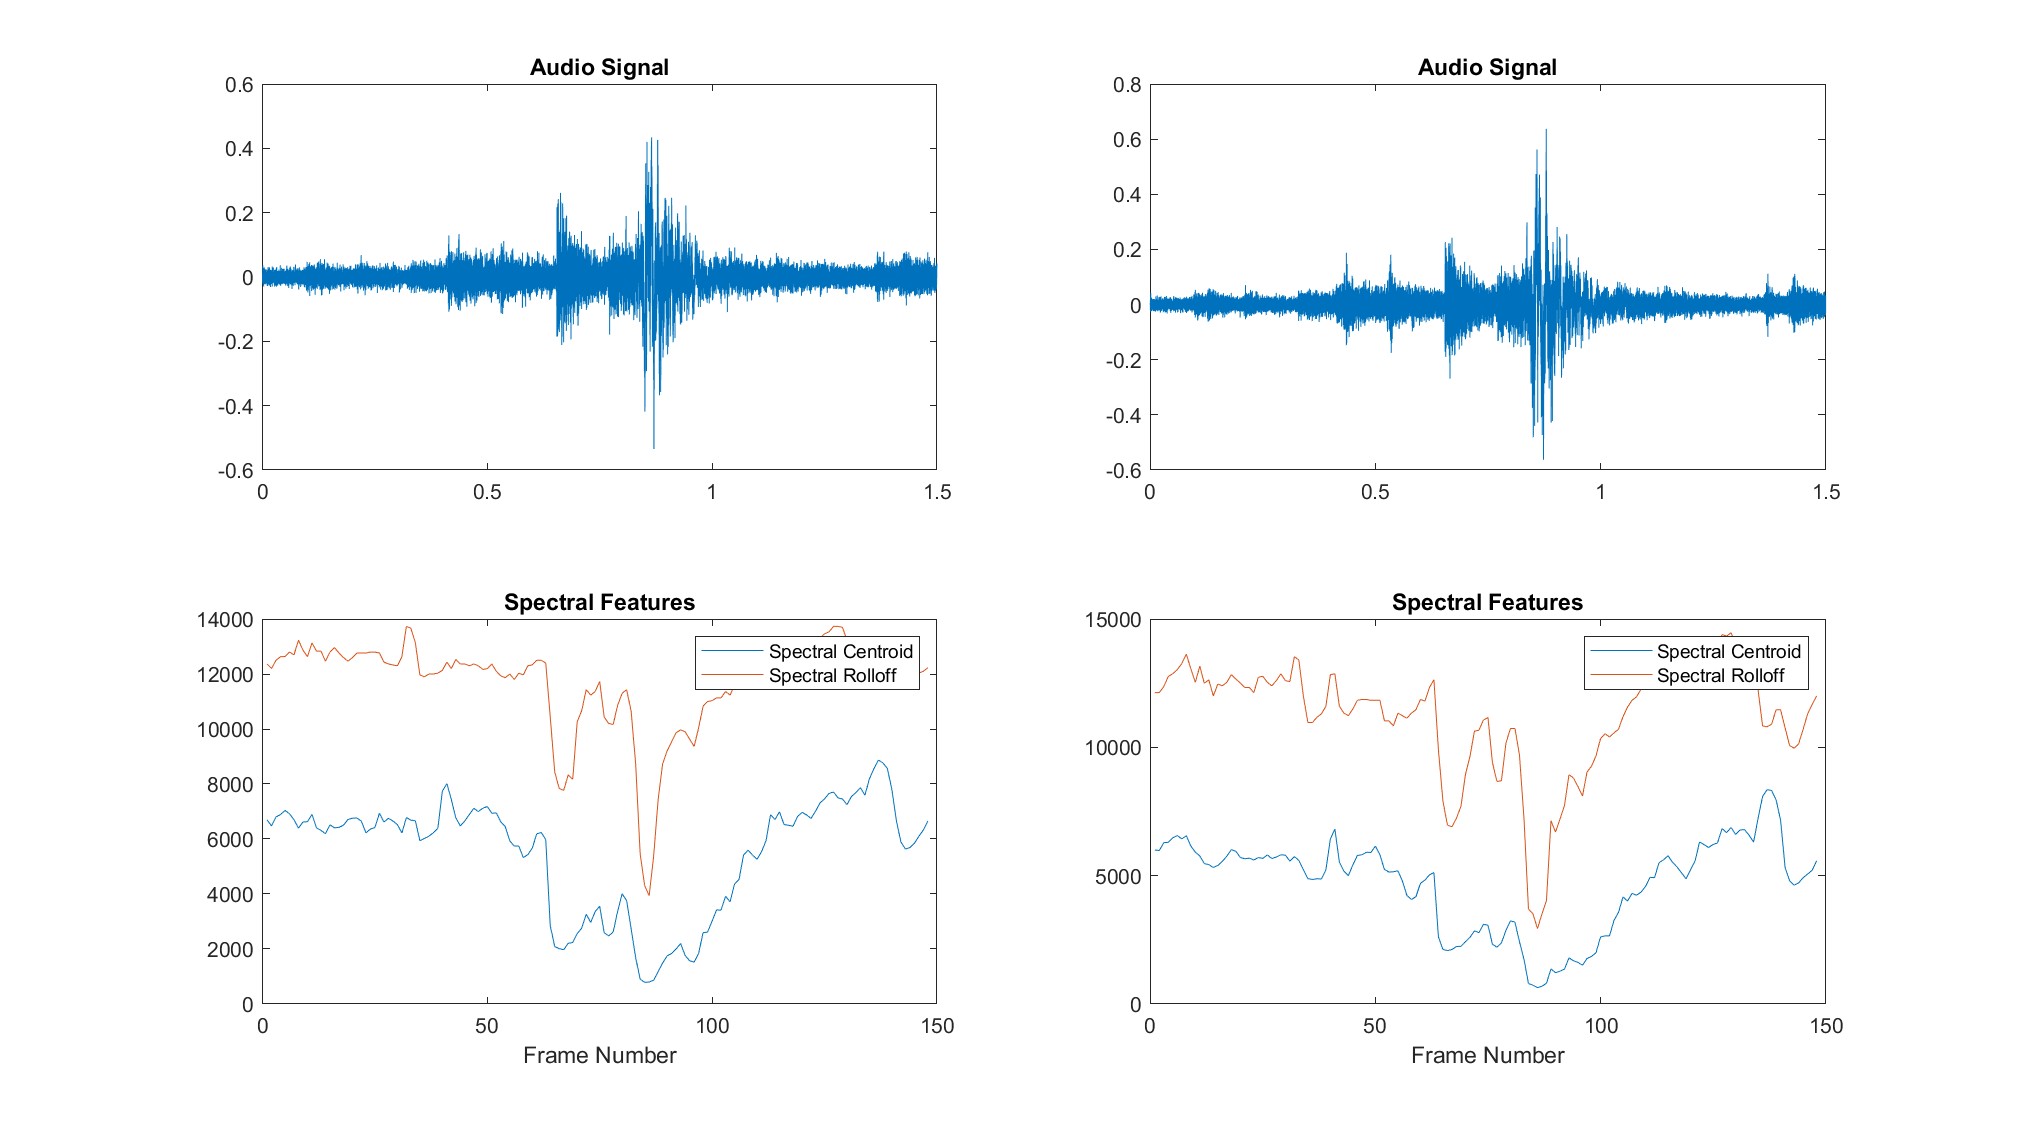 Audio Signal
0.6
0.4
0.2
0
-0.2
-0.4
-0.6
0 0.5 1 1.5
Audio Signal
0.8
0.6
0.4
0.2
0
-0.2
-0.4
-0.6
0 0.5 1 1.5
Spectral Features
14000
12000
10000
8000
6000
4000
2000
0
Spectral Centroid
Spectral Rolloff
0 50 100 150
Frame Number
Spectral Features
15000
10000
5000
0
Spectral Centroid
Spectral Rolloff
0 50 100 150
Frame Number